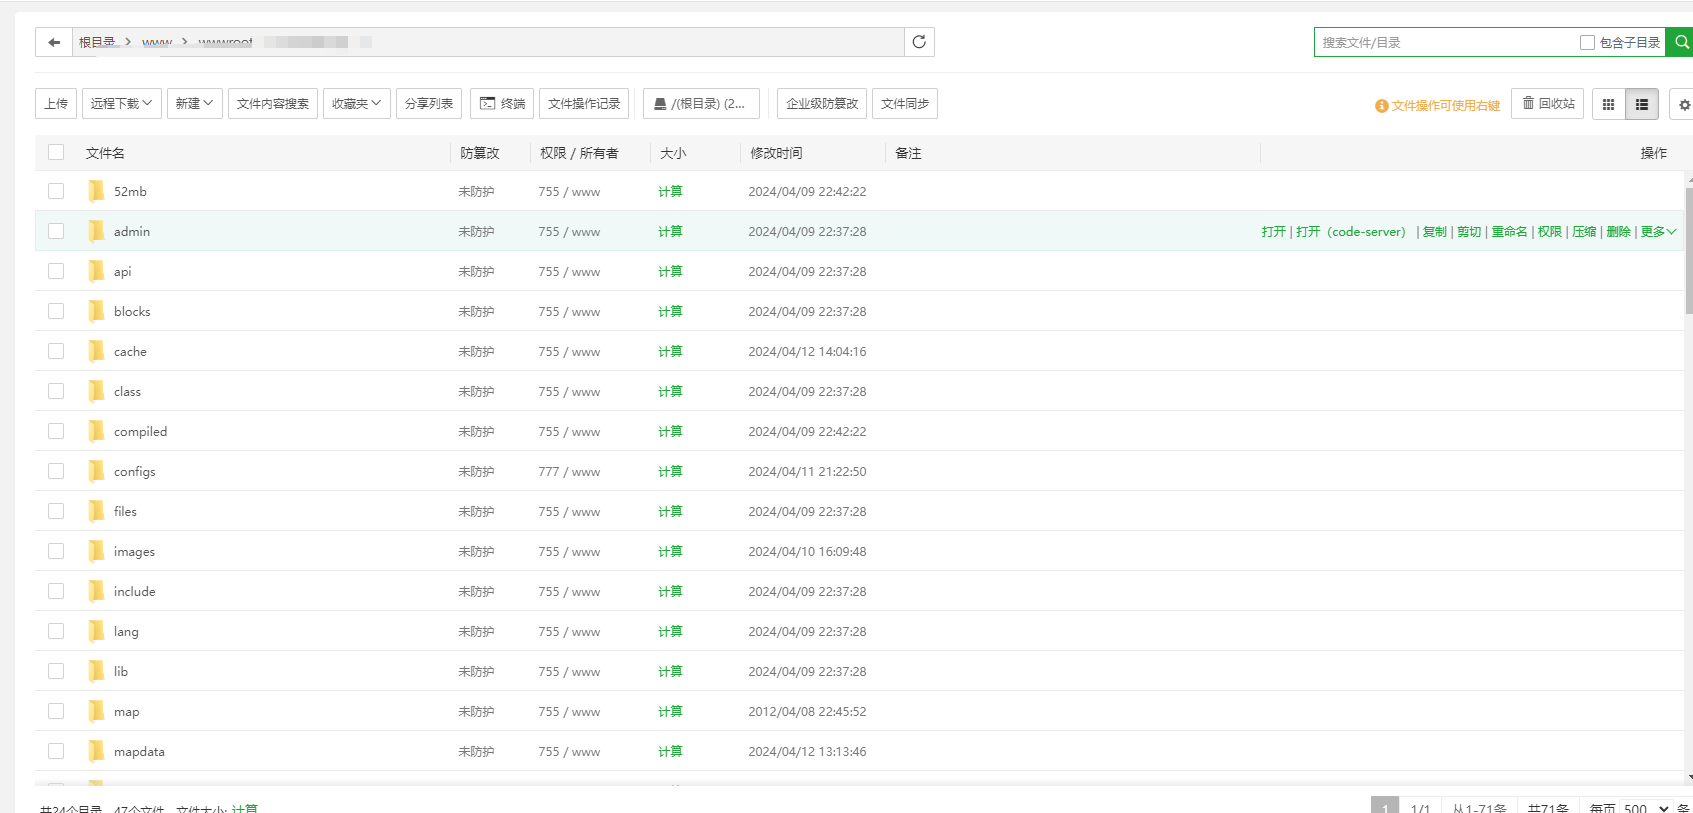 根目录 www wwwroot
搜索文件/目录 包含子目录
上传 远程下载 新建 文件内容搜索 收藏夹 分享列表 终端 文件操作记录 /(根目录) (2... 企业级防篡改 文件同步 文件操作可使用右键 回收站
文件名 防篡改 权限 / 所有者 大小 修改时间 备注 操作
52mb 未防护 755 / www 计算 2024/04/09 22:42:22
admin 未防护 755 / www 计算 2024/04/09 22:37:28 打开 | 打开（code-server） | 复制 | 剪切 | 重命名 | 权限 | 压缩 | 删除 | 更多
api 未防护 755 / www 计算 2024/04/09 22:37:28
blocks 未防护 755 / www 计算 2024/04/09 22:37:28
cache 未防护 755 / www 计算 2024/04/12 14:04:16
class 未防护 755 / www 计算 2024/04/09 22:37:28
compiled 未防护 755 / www 计算 2024/04/09 22:42:22
configs 未防护 777 / www 计算 2024/04/11 21:22:50
files 未防护 755 / www 计算 2024/04/09 22:37:28
images 未防护 755 / www 计算 2024/04/10 16:09:48
include 未防护 755 / www 计算 2024/04/09 22:37:28
lang 未防护 755 / www 计算 2024/04/09 22:37:28
lib 未防护 755 / www 计算 2024/04/09 22:37:28
map 未防护 755 / www 计算 2012/04/08 22:45:52
mapdata 未防护 755 / www 计算 2024/04/12 13:13:46
共24个目录，47个文件，文件大小: 计算 1 1/1 从1-71条 共71条 每页 500 条